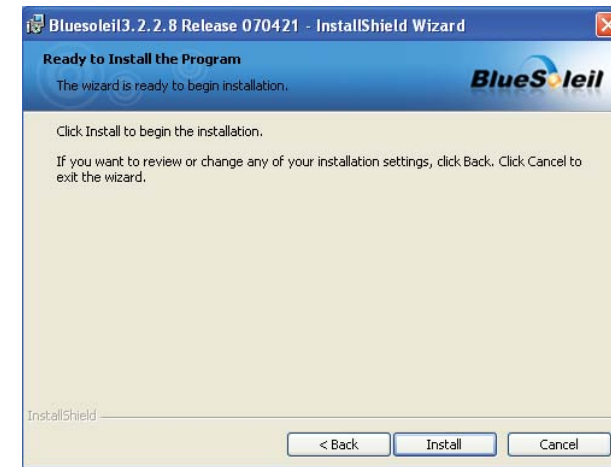 Bluesoleil3.2.2.8 Release 070421 - InstallShield Wizard
Ready to Install the Program
The wizard is ready to begin installation.
BlueSoleil
Click Install to begin the installation.
If you want to review or change any of your installation settings, click Back. Click Cancel to
exit the wizard.
InstallShield
< Back
Install
Cancel